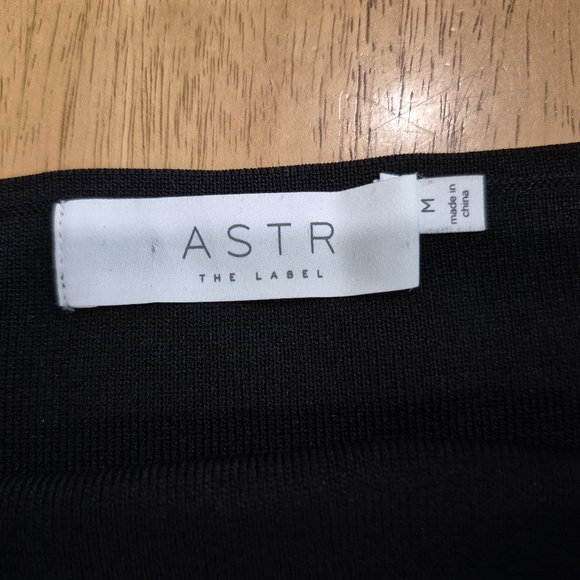 ASTR
THE LABEL
M
made in
china